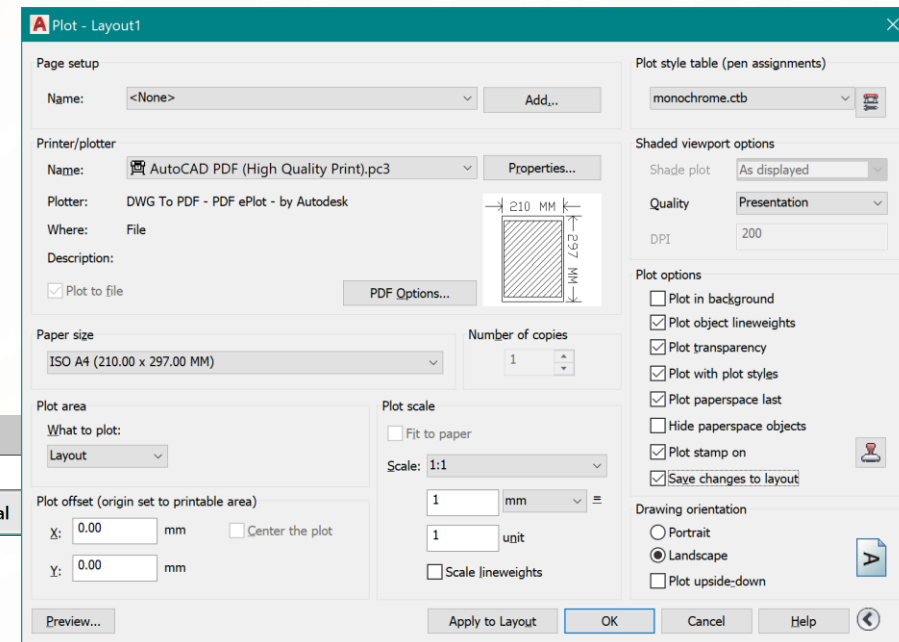 Plot - Layout1
Page setup
Name: <None> Add...
Printer/plotter
Name: AutoCAD PDF (High Quality Print).pc3 Properties...
Plotter: DWG To PDF - PDF ePlot - by Autodesk
Where: File
Description:
Plot to file
PDF Options...
210 MM
297 MM
Paper size
ISO A4 (210.00 x 297.00 MM)
Number of copies
1
Plot area
What to plot:
Layout
Plot offset (origin set to printable area)
X: 0.00 mm Center the plot
Y: 0.00 mm
Plot scale
Fit to paper
Scale: 1:1
1 mm =
1 unit
Scale lineweights
Plot style table (pen assignments)
monochrome.ctb
Shaded viewport options
Shade plot As displayed
Quality Presentation
DPI 200
Plot options
Plot in background
Plot object lineweights
Plot transparency
Plot with plot styles
Plot paperspace last
Hide paperspace objects
Plot stamp on
Save changes to layout
Drawing orientation
Portrait
Landscape
Plot upside-down
A
Preview... Apply to Layout OK Cancel Help